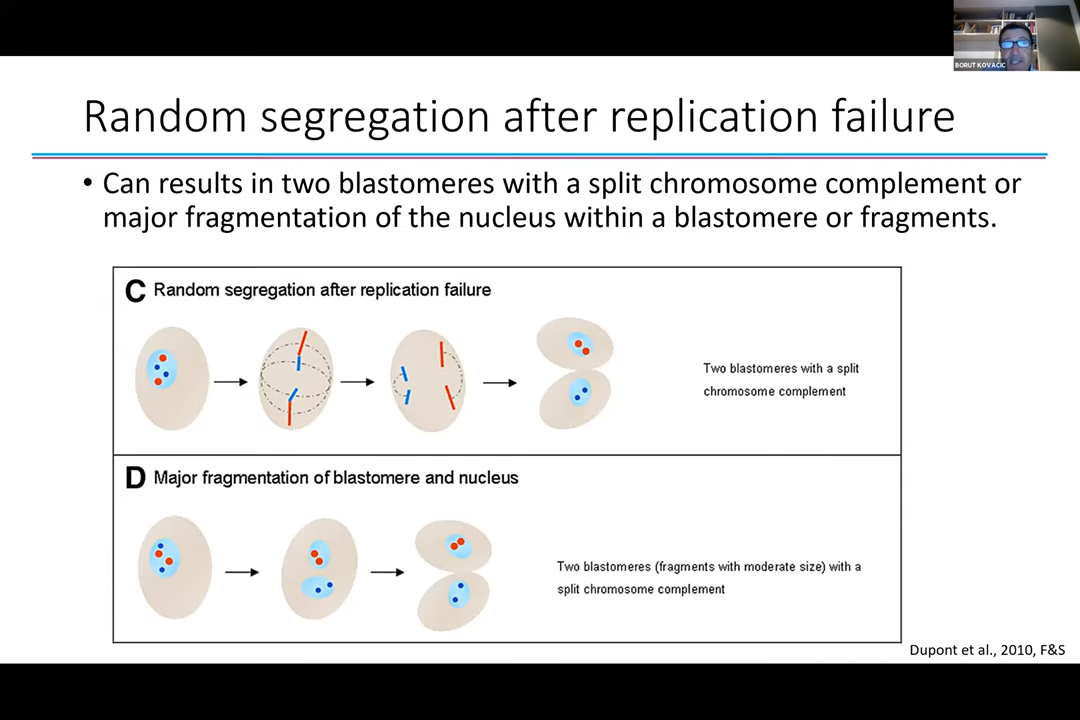 BORUT KOVACIC
Random segregation after replication failure
• Can results in two blastomeres with a split chromosome complement or
major fragmentation of the nucleus within a blastomere or fragments.
C Random segregation after replication failure
Two blastomeres with a split
chromosome complement
D Major fragmentation of blastomere and nucleus
Two blastomeres (fragments with moderate size) with a
split chromosome complement
Dupont et al., 2010, F&S